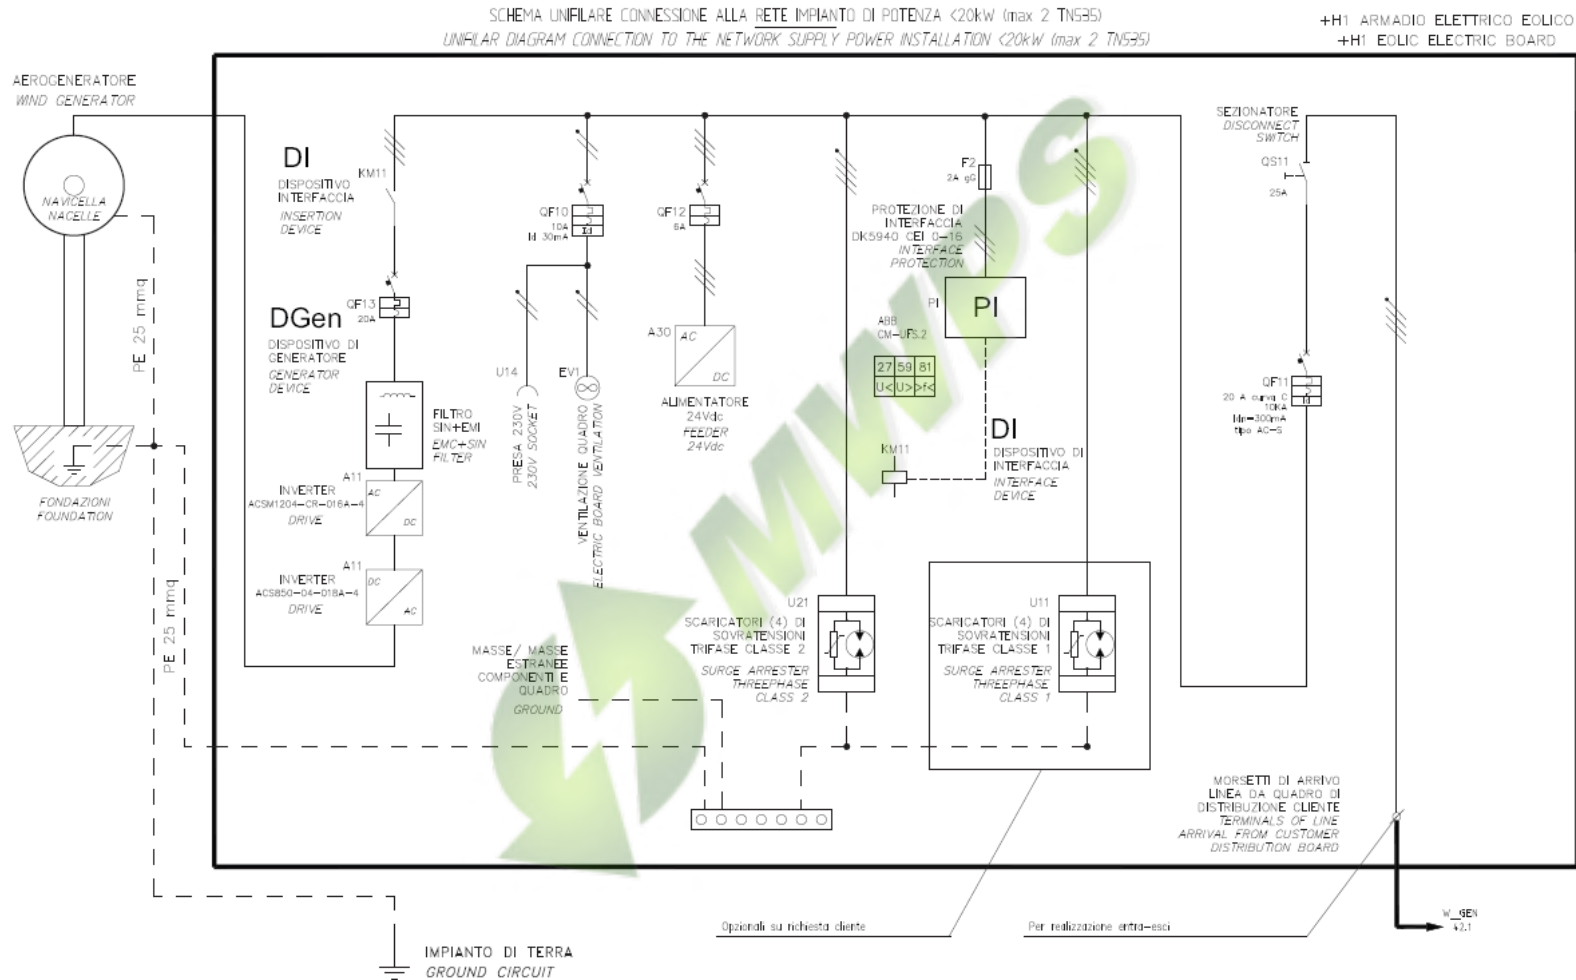 SCHEMA UNIFILARE CONNESSIONE ALLA RETE IMPIANTO DI POTENZA <20kW (max 2 TN535)
UNIFILAR DIAGRAM CONNECTION TO THE NETWORK SUPPLY POWER INSTALLATION <20kW (max 2 TN535)
+H1 ARMADIO ELETTRICO EOLICO
+H1 EOLIC ELECTRIC BOARD
AEROGENERATORE
WIND GENERATOR
NAVICELLA
NACELLE
PE 25 mmq
FONDAZIONI
FOUNDATION
PE 25 mmq
DI
DISPOSITIVO
INTERFACCIA
INSERTION
DEVICE
KM11
DGen
DISPOSITIVO DI
GENERATORE
GENERATOR
DEVICE
QF13
20A
FILTRO
SIN+EMI
EMC+SIN
FILTER
A11
INVERTER
ACSM1204-CR-016A-4
DRIVE
AC
DC
A11
INVERTER
ACS850-04-018A-4
DRIVE
DC
AC
QF10
10A
Id 30mA
Id
U14
PRESA 230V
230V SOCKET
EV1
VENTILAZIONE QUADRO
ELECTRIC BOARD VENTILATION
QF12
6A
A30
AC
DC
ALIMENTATORE
24Vdc
FEEDER
24Vdc
F2
2A gG
PROTEZIONE DI
INTERFACCIA
DK5940 CEI 0-16
INTERFACE
PROTECTION
PI
PI
ABB
CM-UFS.2
27 59 81
U< U> >f<
KM11
DI
DISPOSITIVO DI
INTERFACCIA
INTERFACE
DEVICE
SEZIONATORE
DISCONNECT
SWITCH
QS11
25A
QF11
20 A curva C
10KA
Idn=300mA
tipo AC-S
Id
MWPS
U21
SCARICATORI (4) DI
SOVRATENSIONI
TRIFASE CLASSE 2
SURGE ARRESTER
THREEPHASE
CLASS 2
U11
SCARICATORI (4) DI
SOVRATENSIONI
TRIFASE CLASSE 1
SURGE ARRESTER
THREEPHASE
CLASS 1
MASSE/ MASSE
ESTRANEE
COMPONENTI E
QUADRO
GROUND
MORSETTI DI ARRIVO
LINEA DA QUADRO DI
DISTRIBUZIONE CLIENTE
TERMINALS OF LINE
ARRIVAL FROM CUSTOMER
DISTRIBUTION BOARD
Opzionali su richiesta cliente
Per realizzazione entra-esci
W_GEN
42.1
IMPIANTO DI TERRA
GROUND CIRCUIT